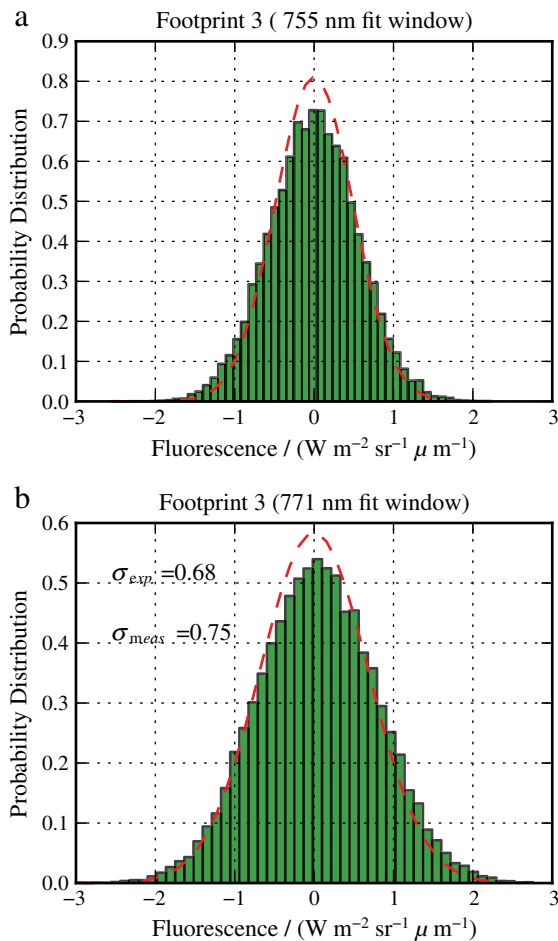 a
Footprint 3 ( 755 nm fit window)
0.9
0.8
0.7
0.6
0.5
0.4
0.3
0.2
0.1
0.0
Probability Distribution
−3 −2 −1 0 1 2 3
Fluorescence / (W m⁻² sr⁻¹ μ m⁻¹)
b
Footprint 3 (771 nm fit window)
0.6
0.5
0.4
0.3
0.2
0.1
0.0
Probability Distribution
σexp =0.68
σmeas =0.75
−3 −2 −1 0 1 2 3
Fluorescence / (W m⁻² sr⁻¹ μ m⁻¹)